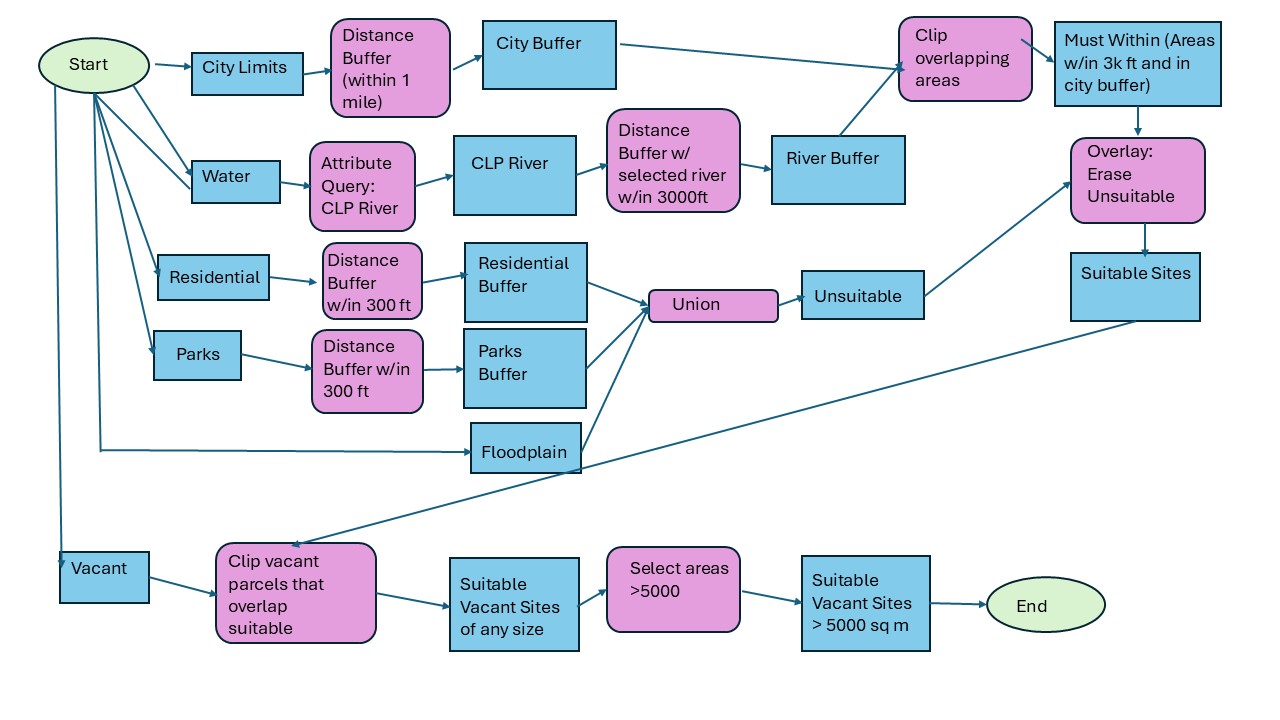 Start
City Limits
Distance
Buffer
(within 1
mile)
City Buffer
Clip
overlapping
areas
Must Within (Areas
w/in 3k ft and in
city buffer)
Water
Attribute
Query:
CLP River
CLP River
Distance
Buffer w/
selected river
w/in 3000ft
River Buffer
Overlay:
Erase
Unsuitable
Residential
Distance
Buffer
w/in 300 ft
Residential
Buffer
Union
Unsuitable
Suitable Sites
Parks
Distance
Buffer w/in
300 ft
Parks
Buffer
Floodplain
Vacant
Clip vacant
parcels that
overlap
suitable
Suitable
Vacant Sites
of any size
Select areas
>5000
Suitable
Vacant Sites
> 5000 sq m
End